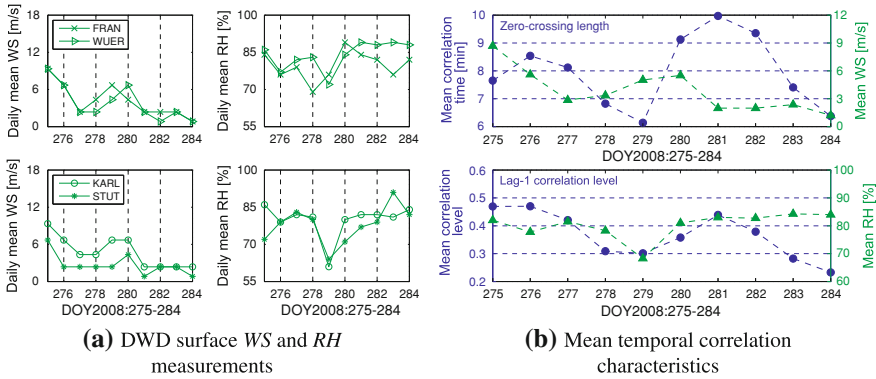 Daily mean WS [m/s]
18
12
6
0
FRAN
WUER
276 278 280 282 284
Daily mean RH [%]
100
85
70
55
276 278 280 282 284
Daily mean WS [m/s]
18
12
6
0
KARL
STUT
276 278 280 282 284
DOY2008:275-284
Daily mean RH [%]
100
85
70
55
276 278 280 282 284
DOY2008:275-284
(a) DWD surface WS and RH
measurements
Mean correlation
time [min]
10
9
8
7
6
Zero-crossing length
12
9
6
3
0
Mean WS [m/s]
275 276 277 278 279 280 281 282 283 284
DOY2008:275-284
Mean correlation
level
0.6
0.5
0.4
0.3
0.2
Lag-1 correlation level
100
90
80
70
60
Mean RH [%]
275 276 277 278 279 280 281 282 283 284
DOY2008:275-284
(b) Mean temporal correlation
characteristics